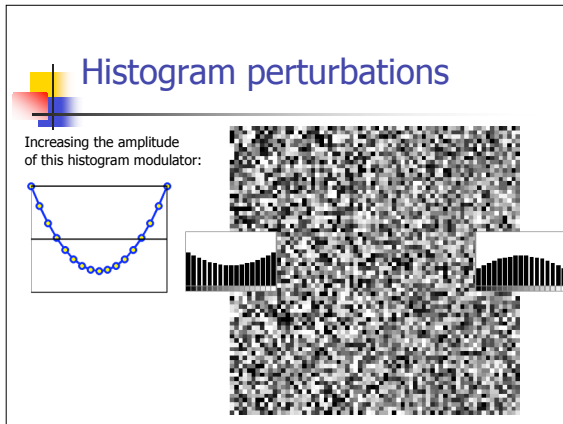 Histogram perturbations
Increasing the amplitude
of this histogram modulator: